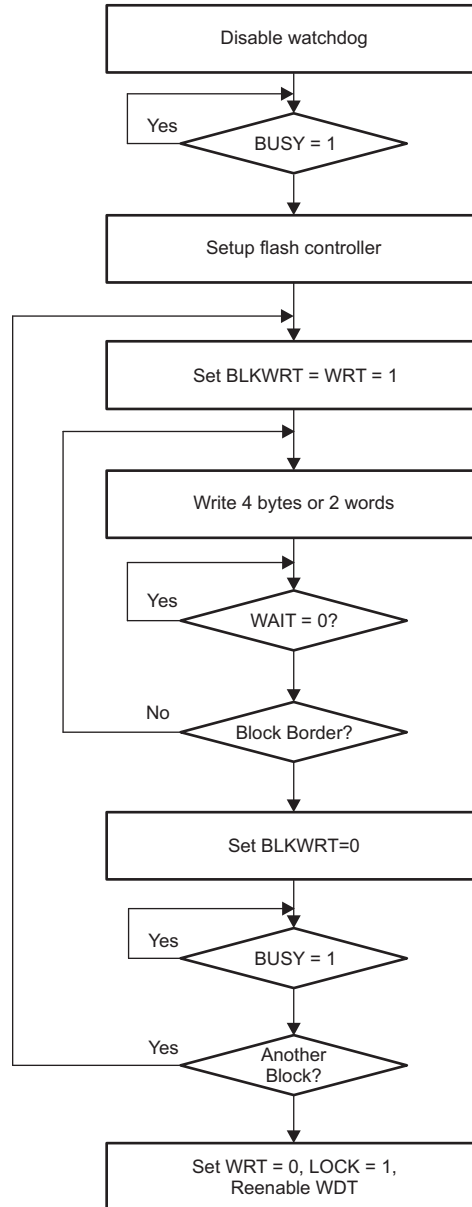 Disable watchdog
Yes
BUSY = 1
Setup flash controller
Set BLKWRT = WRT = 1
Write 4 bytes or 2 words
Yes
WAIT = 0?
No
Block Border?
Set BLKWRT=0
Yes
BUSY = 1
Yes
Another
Block?
Set WRT = 0, LOCK = 1,
Reenable WDT